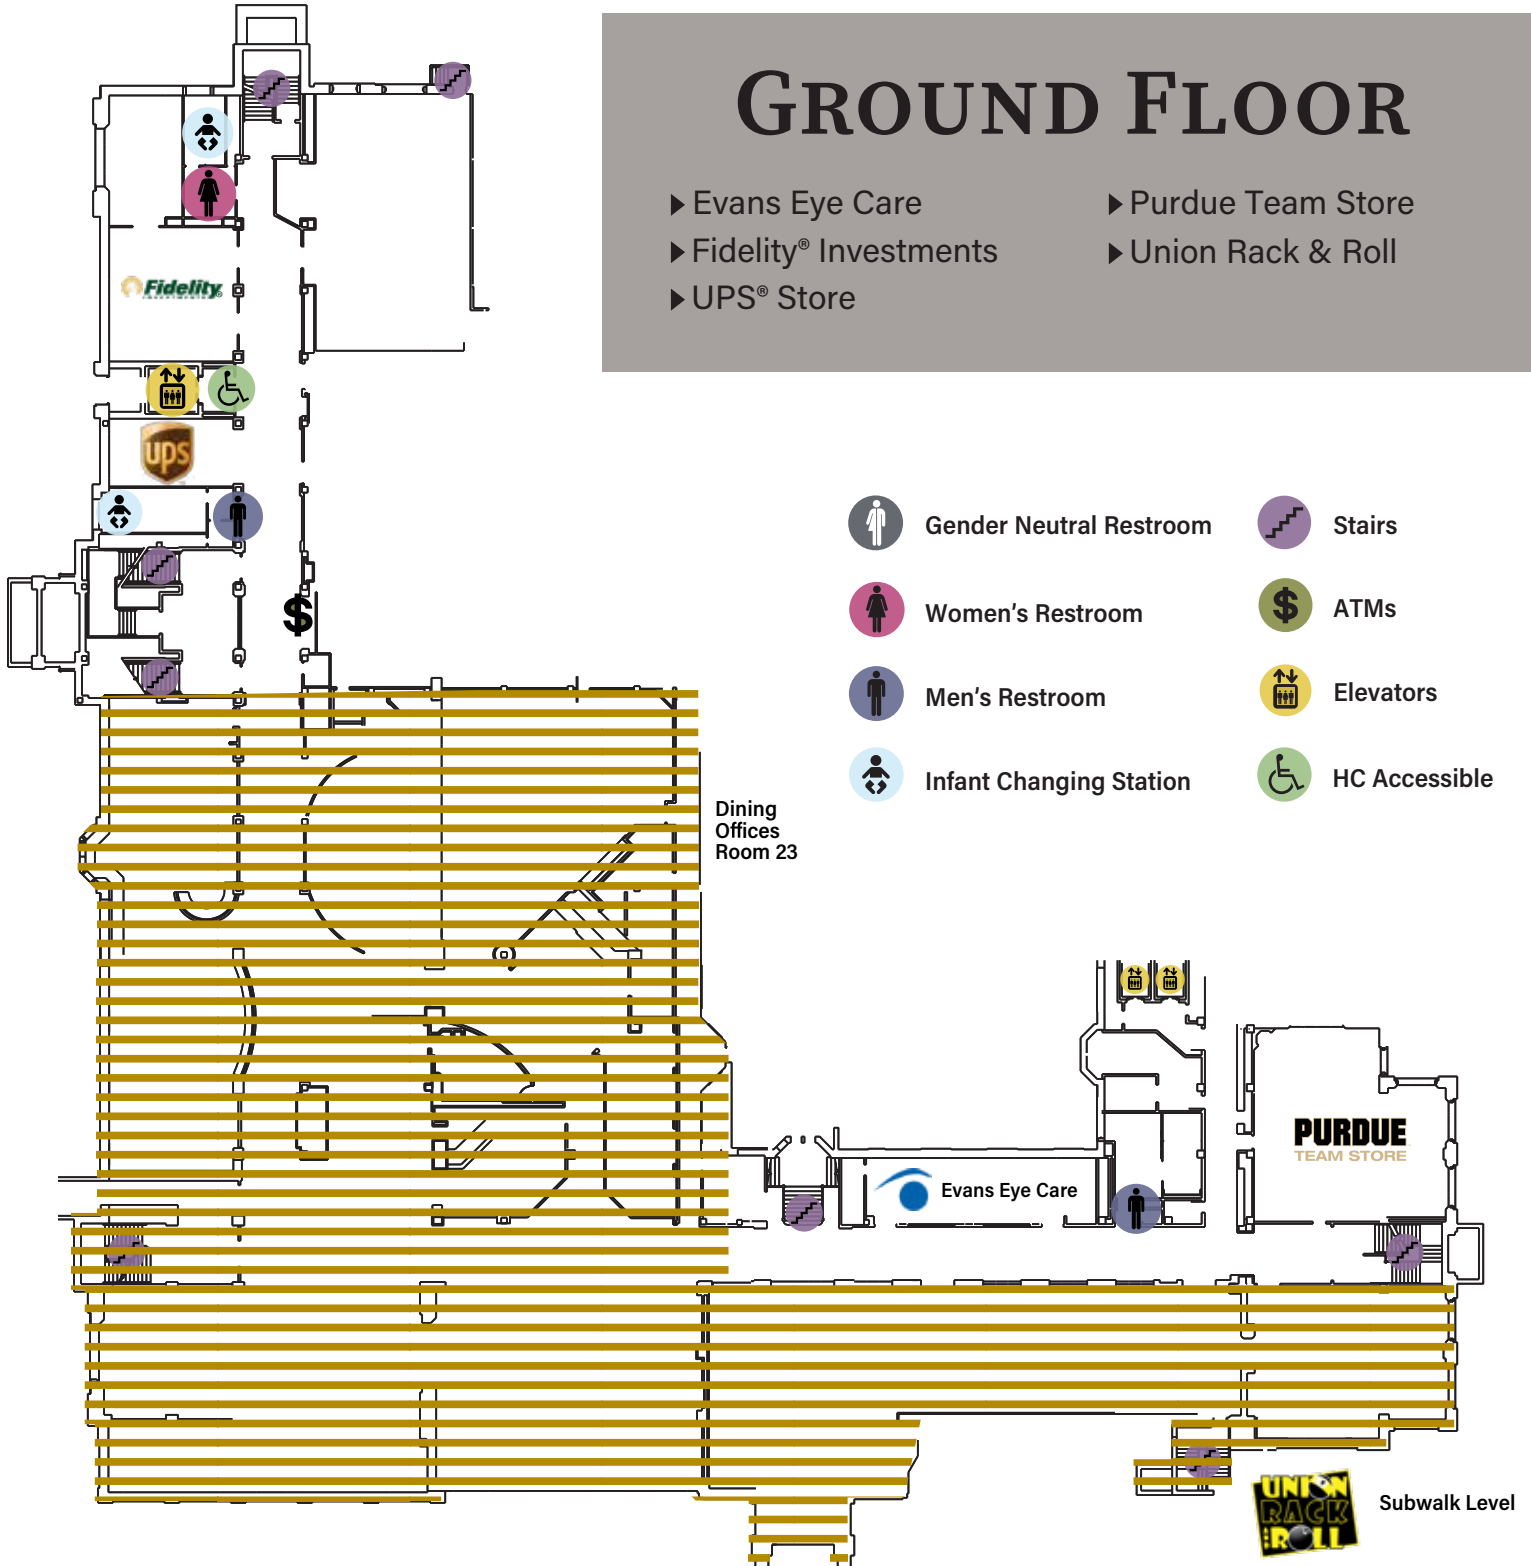 GROUND FLOOR
Evans Eye Care
Fidelity® Investments
UPS® Store
Purdue Team Store
Union Rack & Roll
Fidelity
INVESTMENTS
ups
$
Gender Neutral Restroom
Women's Restroom
Men's Restroom
Infant Changing Station
Stairs
$
ATMs
Elevators
HC Accessible
Dining
Offices
Room 23
PURDUE
TEAM STORE
Evans Eye Care
UNION
RACK
AND ROLL
Subwalk Level